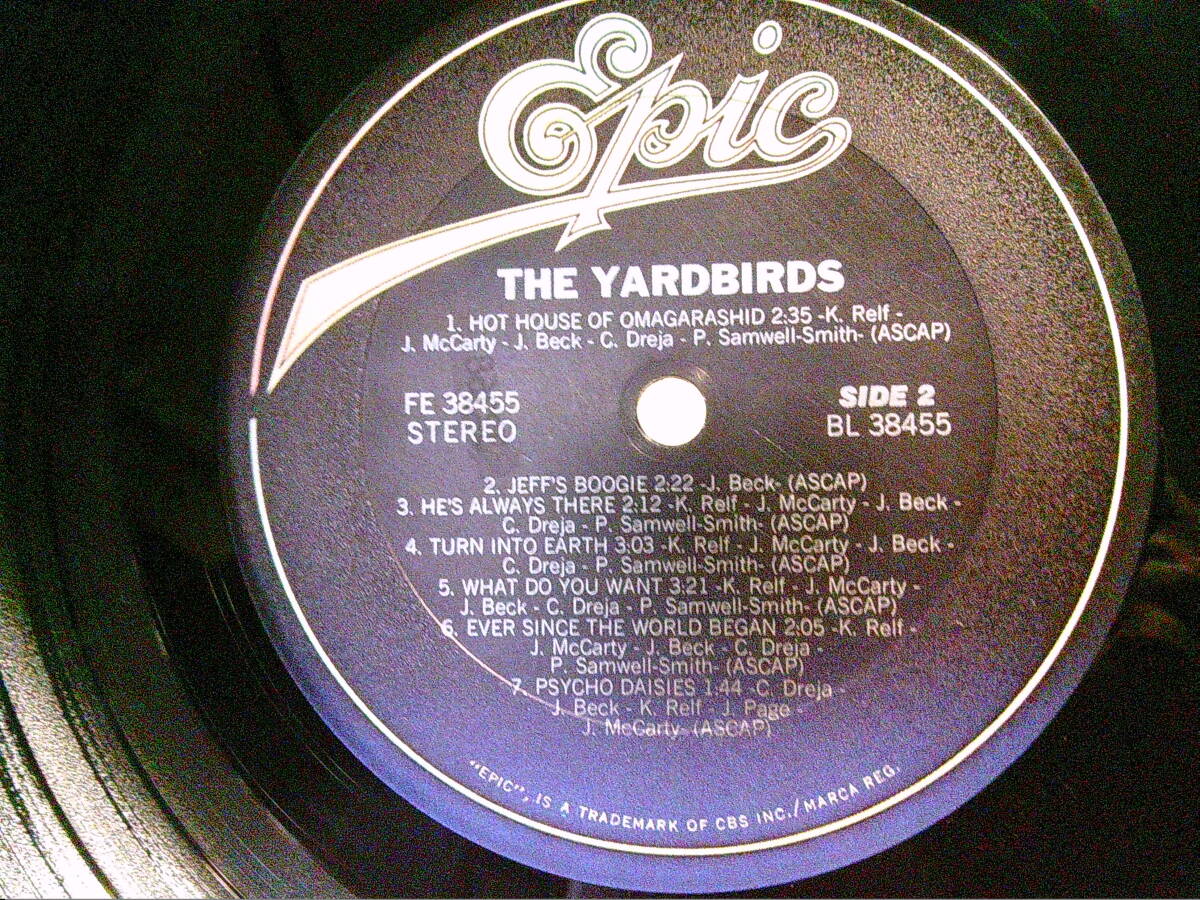 Epic
THE YARDBIRDS
1. HOT HOUSE OF OMAGARASHID 2:35 -K. Relf -
J. McCarty - J. Beck - C. Dreja - P. Samwell-Smith- (ASCAP)
FE 38455
STEREO
SIDE 2
BL 38455
2. JEFF'S BOOGIE 2:22 -J. Beck- (ASCAP)
3. HE'S ALWAYS THERE 2:12 -K. Relf - J. McCarty - J. Beck -
C. Dreja - P. Samwell-Smith- (ASCAP)
4. TURN INTO EARTH 3:03 -K. Relf - J. McCarty - J. Beck -
C. Dreja - P. Samwell-Smith- (ASCAP)
5. WHAT DO YOU WANT 3:21 -K. Relf - J. McCarty -
J. Beck - C. Dreja - P. Samwell-Smith- (ASCAP)
6. EVER SINCE THE WORLD BEGAN 2:05 -K. Relf -
J. McCarty - J. Beck - C. Dreja -
P. Samwell-Smith- (ASCAP)
7. PSYCHO DAISIES 1:44 -C. Dreja -
J. Beck - K. Relf - J. Page -
J. McCarty- (ASCAP)
"EPIC", IS A TRADEMARK OF CBS INC./MARCA REG.